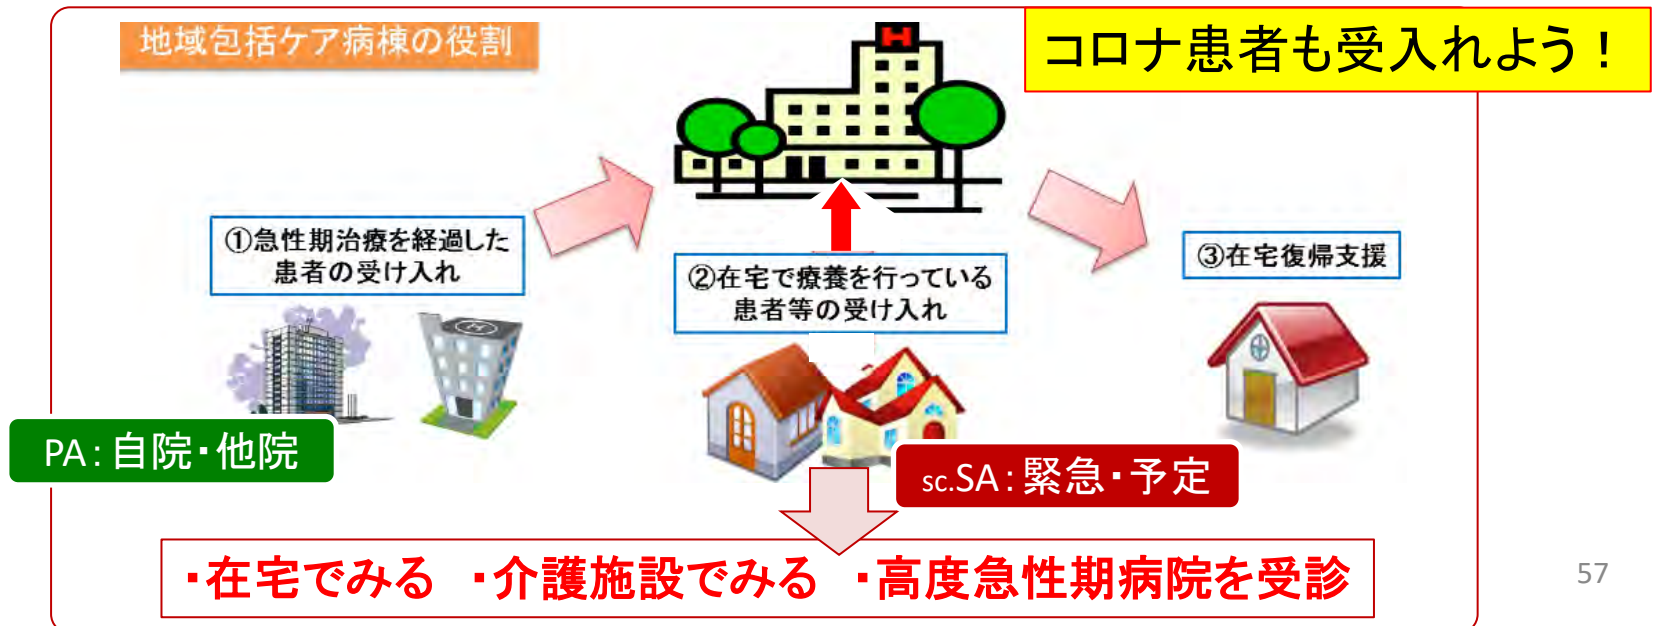 地域包括ケア病棟の役割
コロナ患者も受入れよう！
H
①急性期治療を経過した
患者の受け入れ
②在宅で療養を行っている
患者等の受け入れ
③在宅復帰支援
H
PA：自院・他院
sc.SA：緊急・予定
・在宅でみる　・介護施設でみる　・高度急性期病院を受診
57